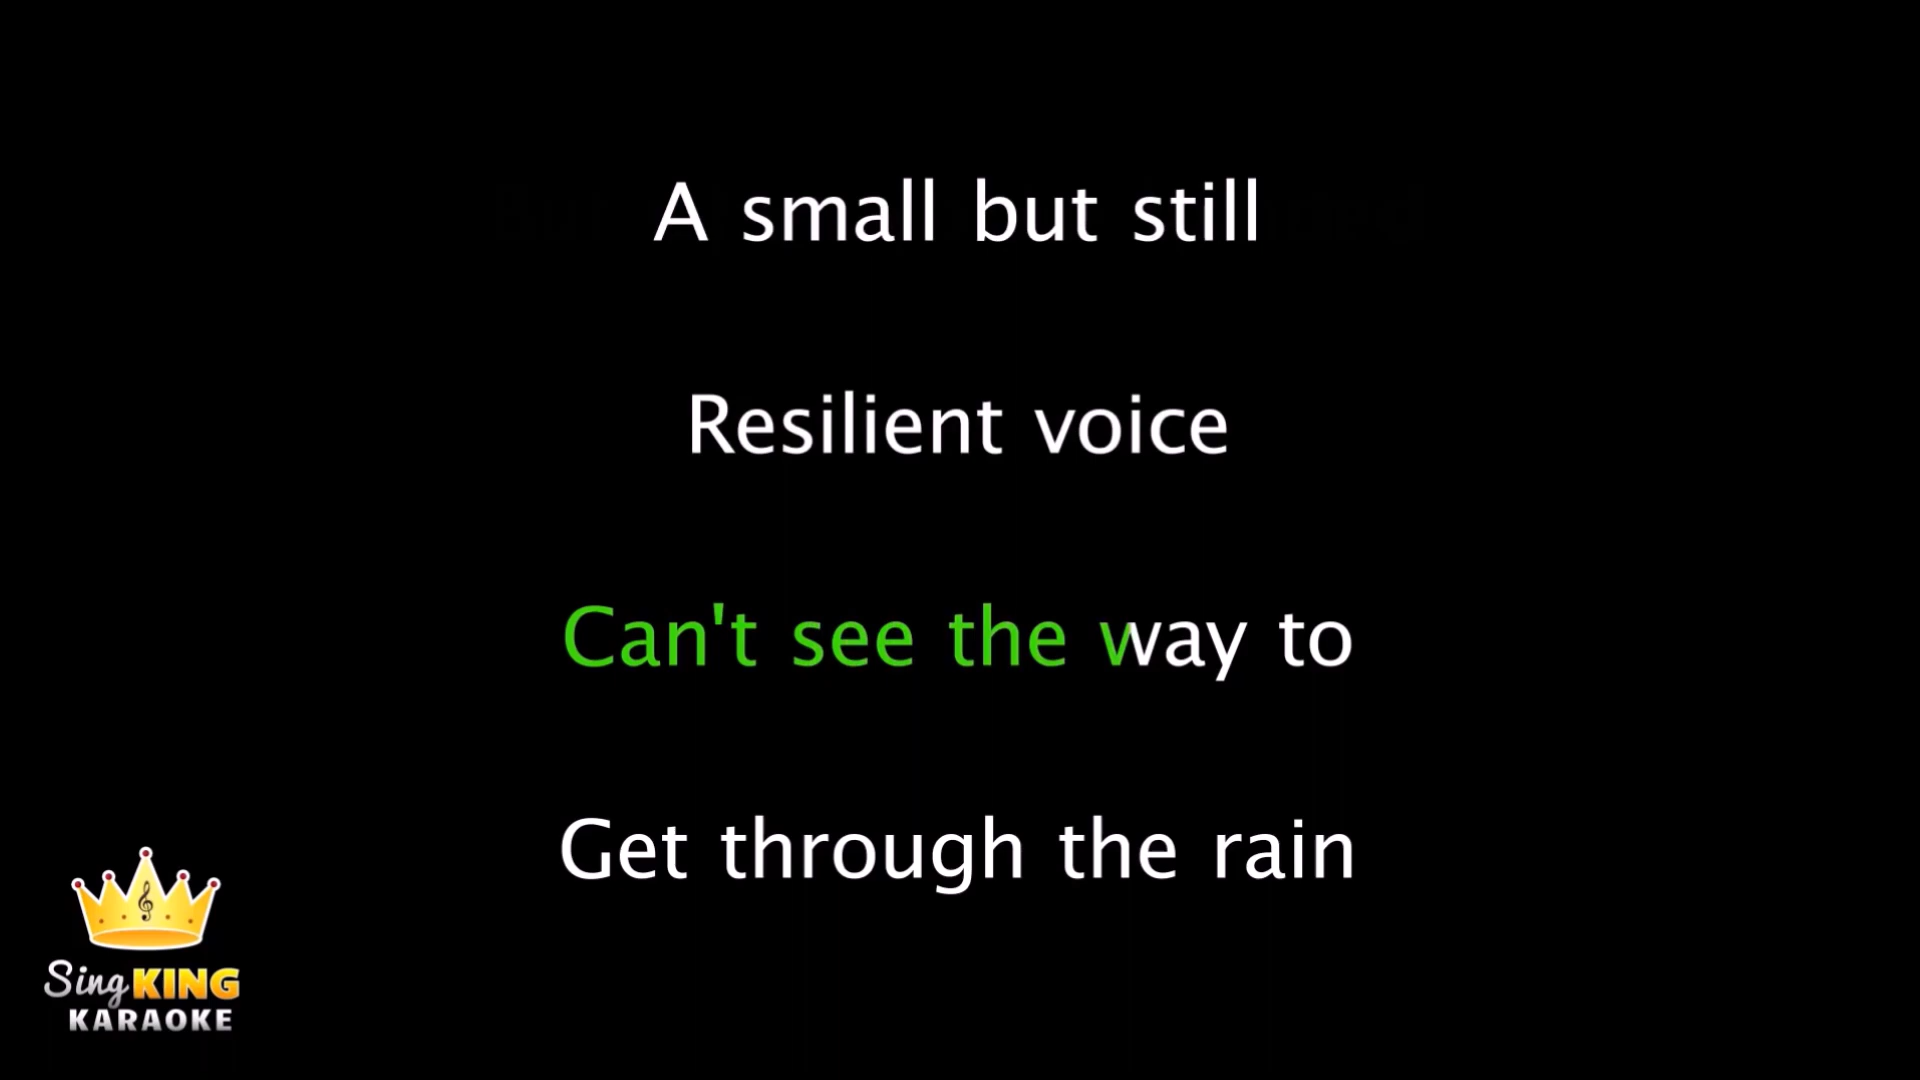 A small but still
Resilient voice
Can't see the way to
Get through the rain
Sing KING
KARAOKE